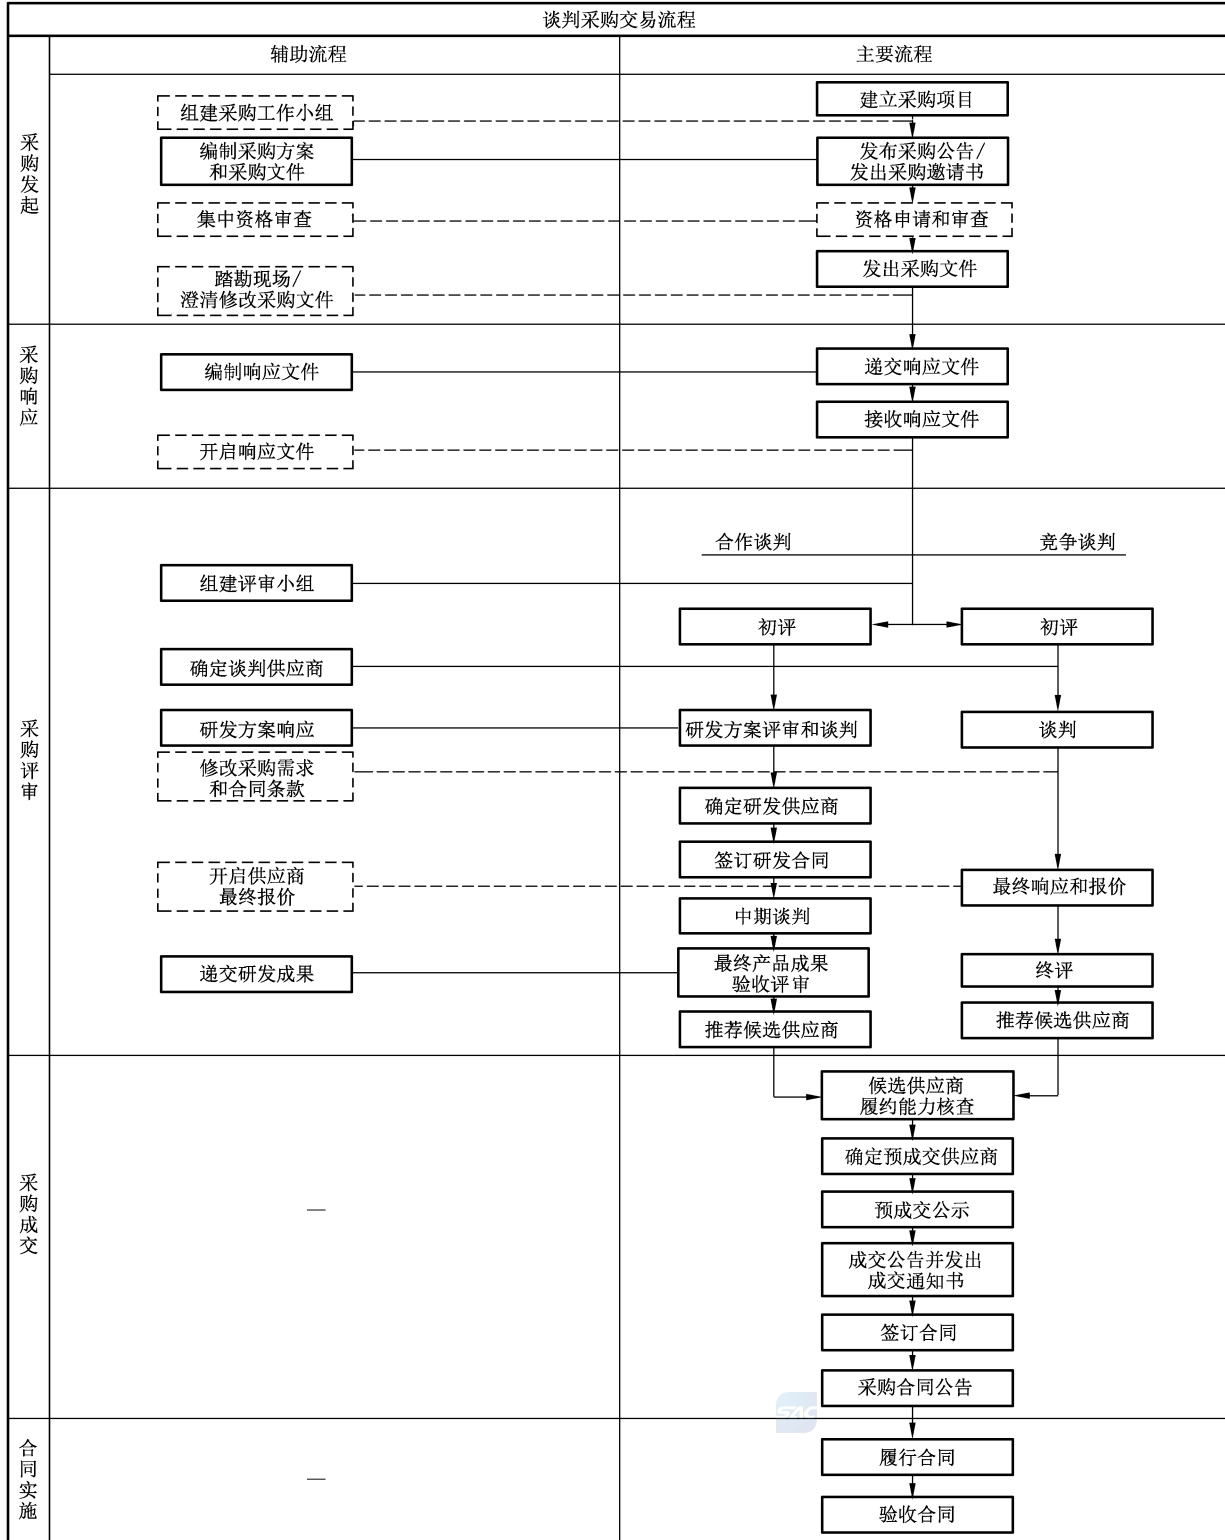 谈判采购交易流程
辅助流程
主要流程
采购发起
组建采购工作小组
建立采购项目
编制采购方案
和采购文件
发布采购公告/
发出采购邀请书
集中资格审查
资格申请和审查
发出采购文件
踏勘现场/
澄清修改采购文件
采购响应
编制响应文件
递交响应文件
接收响应文件
开启响应文件
采购评审
合作谈判
竞争谈判
组建评审小组
初评
初评
确定谈判供应商
研发方案响应
研发方案评审和谈判
谈判
修改采购需求
和合同条款
确定研发供应商
签订研发合同
开启供应商
最终报价
最终响应和报价
中期谈判
递交研发成果
最终产品成果
验收评审
终评
推荐候选供应商
推荐候选供应商
采购成交
—
候选供应商
履约能力核查
确定预成交供应商
预成交公示
成交公告并发出
成交通知书
签订合同
采购合同公告
SAC
合同实施
—
履行合同
验收合同